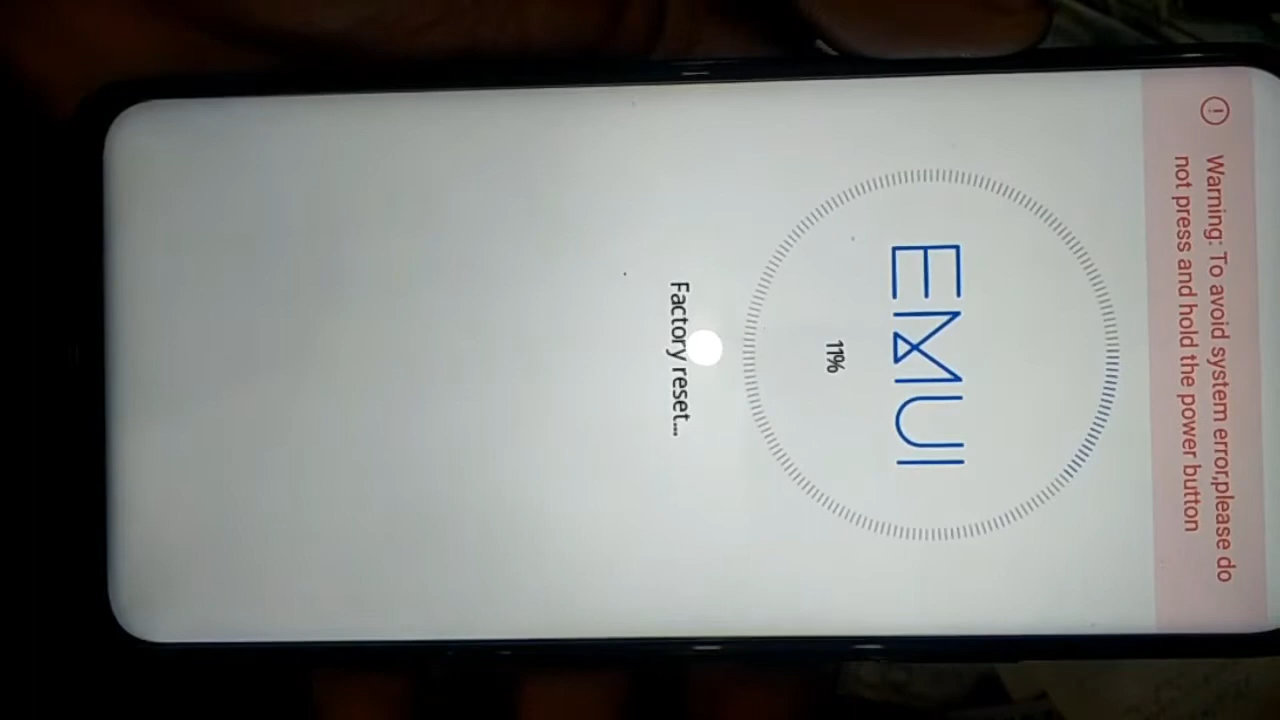 Warning: To avoid system error,please do
not press and hold the power button
EMUI
11%
Factory reset...